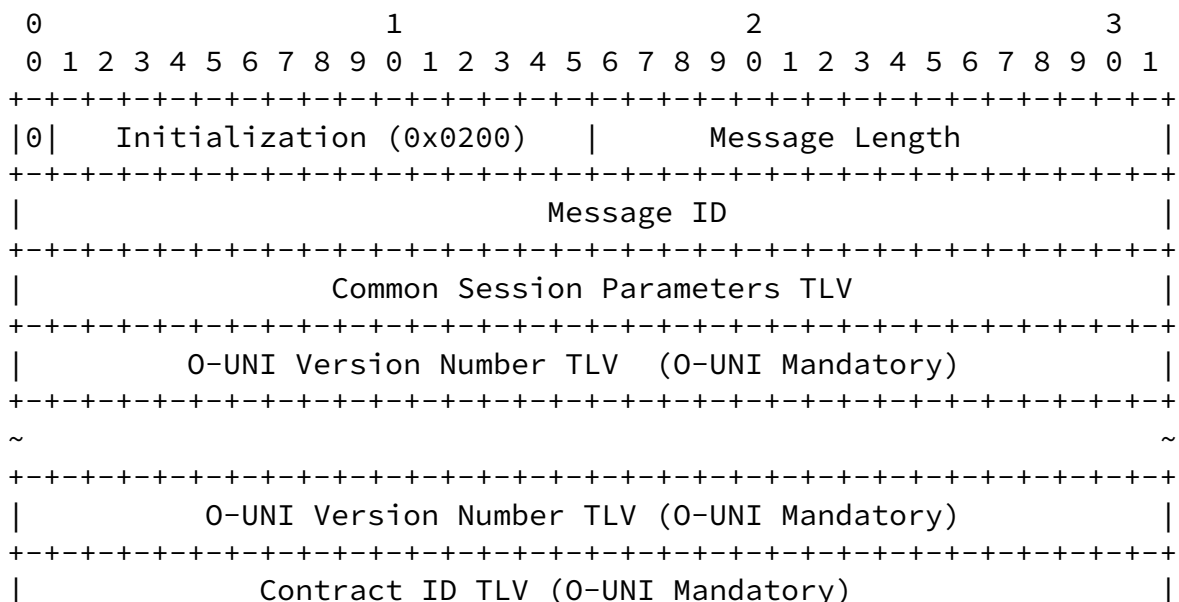 0                   1                   2                   3
 0 1 2 3 4 5 6 7 8 9 0 1 2 3 4 5 6 7 8 9 0 1 2 3 4 5 6 7 8 9 0 1
+-+-+-+-+-+-+-+-+-+-+-+-+-+-+-+-+-+-+-+-+-+-+-+-+-+-+-+-+-+-+-+-+
|0|   Initialization (0x0200)   |      Message Length           |
+-+-+-+-+-+-+-+-+-+-+-+-+-+-+-+-+-+-+-+-+-+-+-+-+-+-+-+-+-+-+-+-+
|                             Message ID                        |
+-+-+-+-+-+-+-+-+-+-+-+-+-+-+-+-+-+-+-+-+-+-+-+-+-+-+-+-+-+-+-+-+
|                 Common Session Parameters TLV                 |
+-+-+-+-+-+-+-+-+-+-+-+-+-+-+-+-+-+-+-+-+-+-+-+-+-+-+-+-+-+-+-+-+
|         O-UNI Version Number TLV  (O-UNI Mandatory)           |
+-+-+-+-+-+-+-+-+-+-+-+-+-+-+-+-+-+-+-+-+-+-+-+-+-+-+-+-+-+-+-+-+
~                                                               ~
+-+-+-+-+-+-+-+-+-+-+-+-+-+-+-+-+-+-+-+-+-+-+-+-+-+-+-+-+-+-+-+-+
|          O-UNI Version Number TLV (O-UNI Mandatory)           |
+-+-+-+-+-+-+-+-+-+-+-+-+-+-+-+-+-+-+-+-+-+-+-+-+-+-+-+-+-+-+-+-+
|             Contract ID TLV (O-UNI Mandatory)                 |